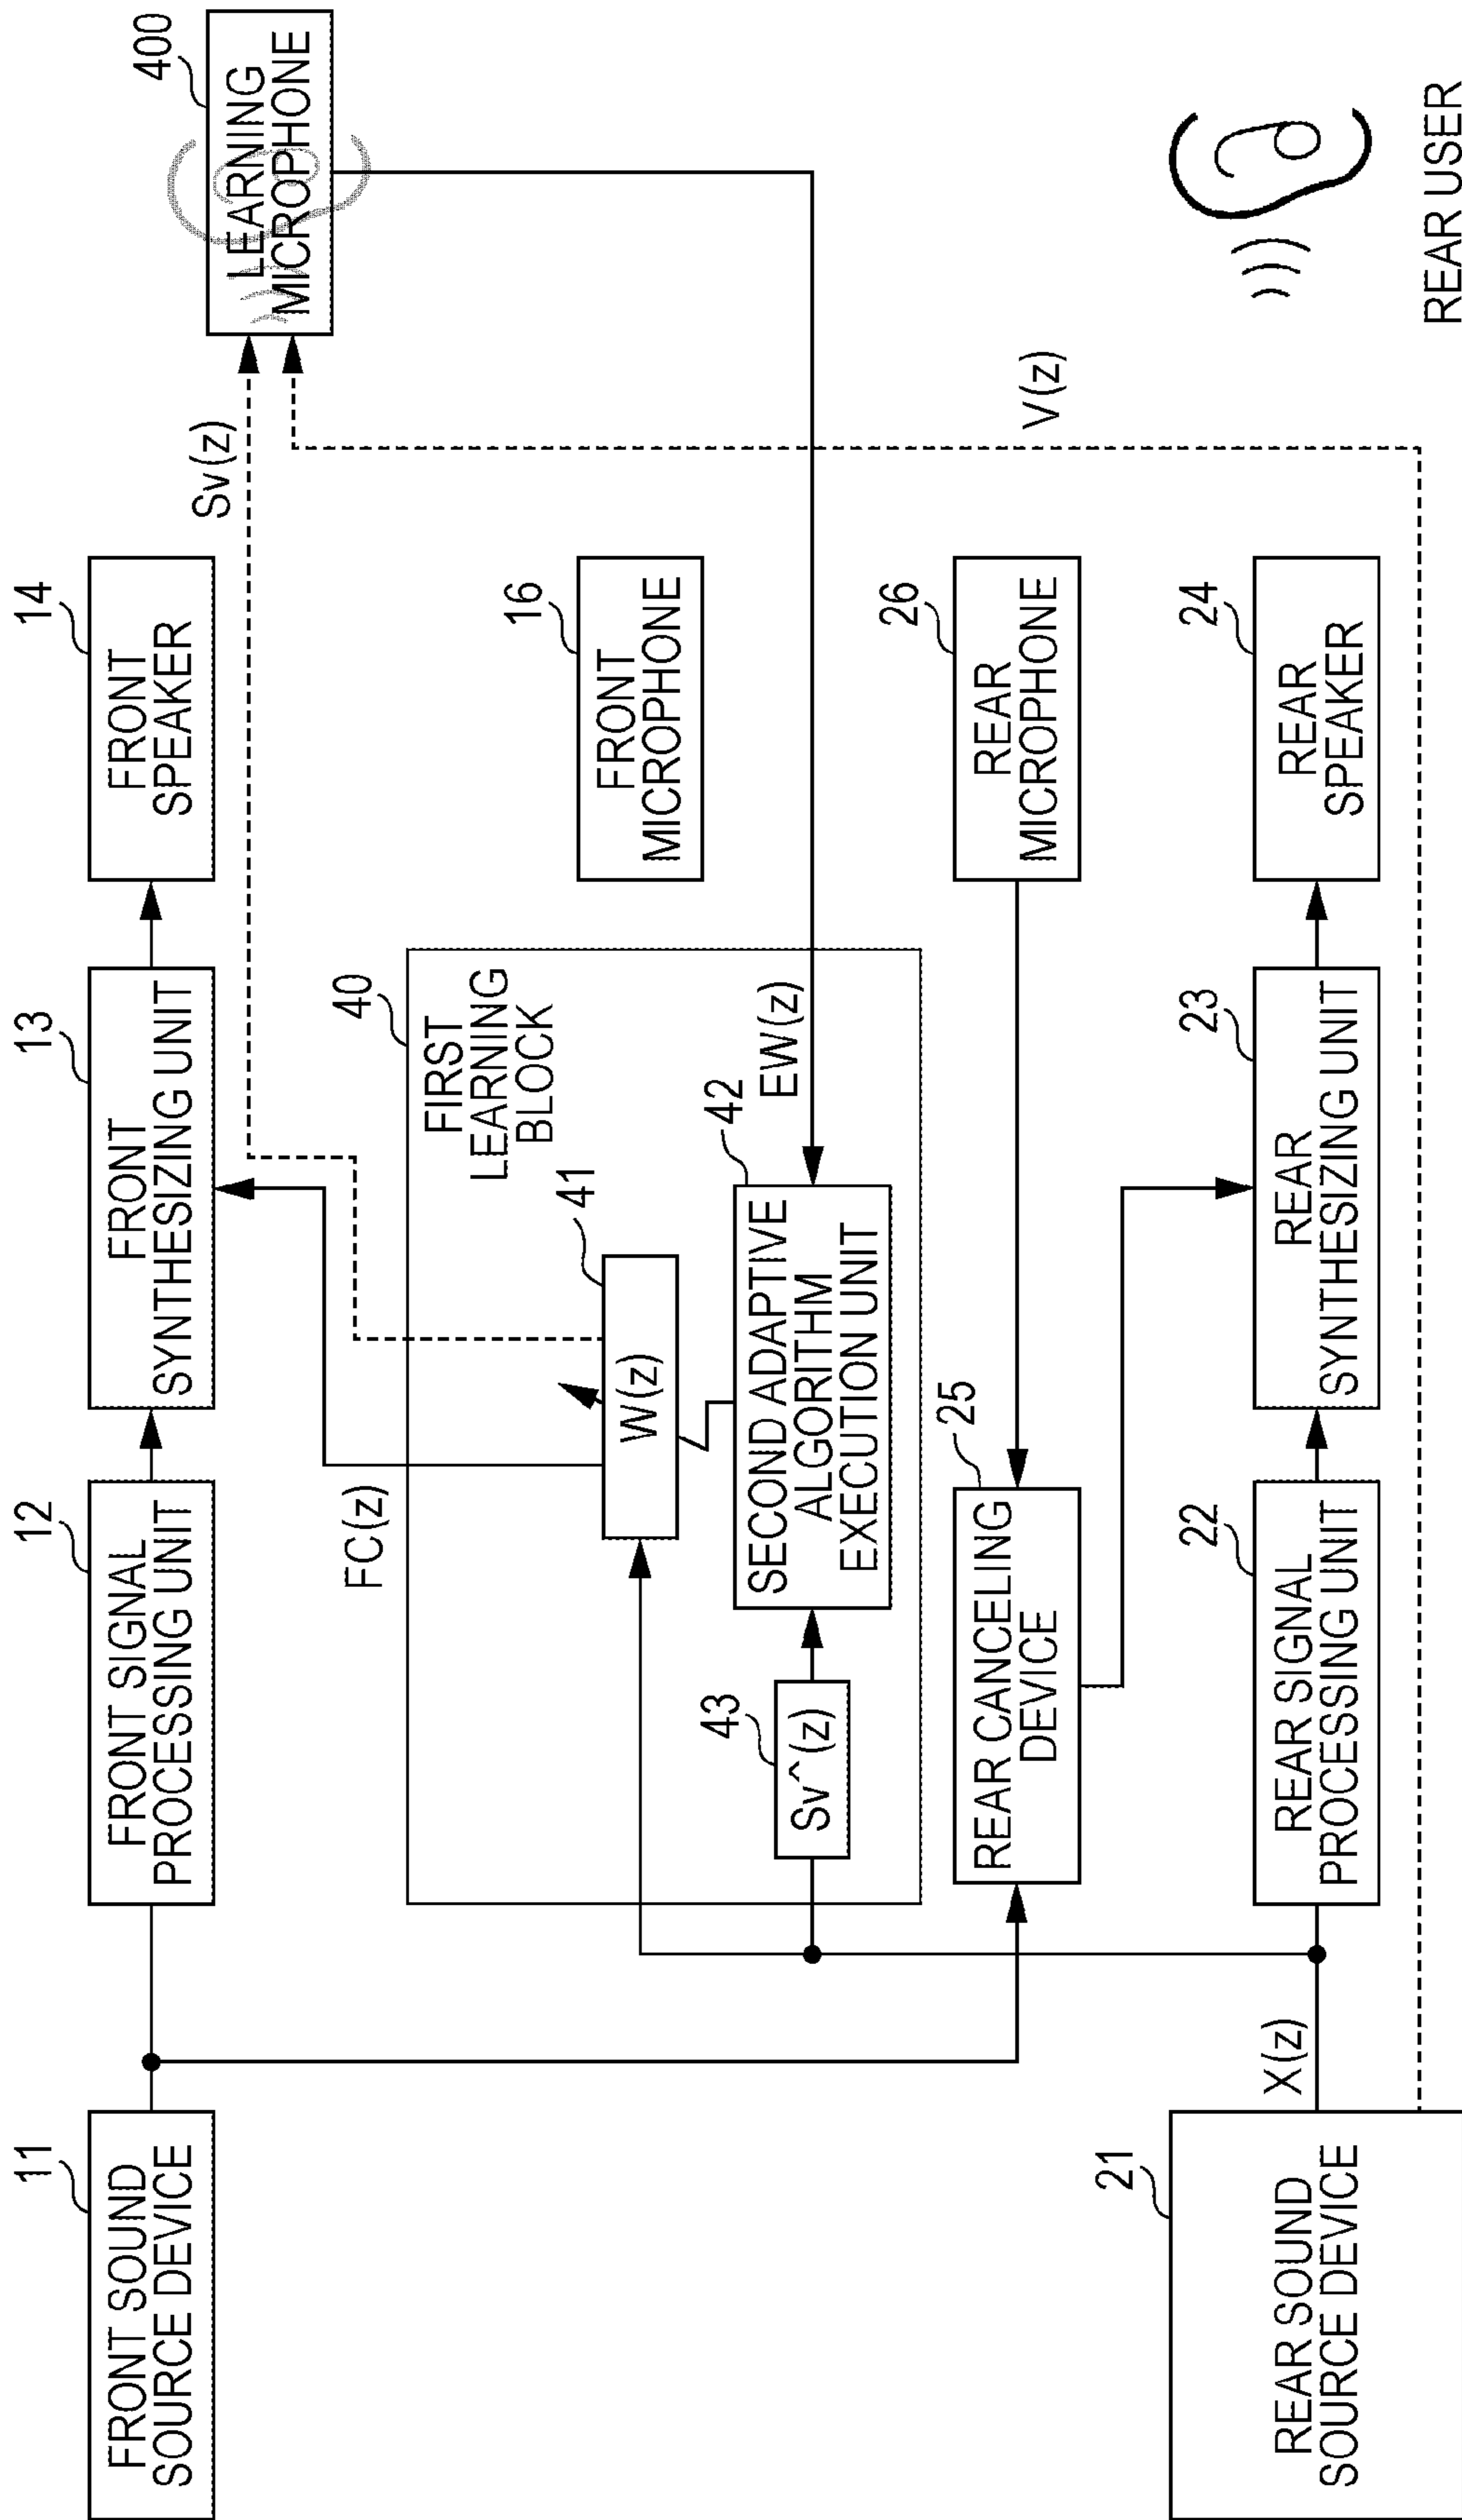 11
FRONT SOUND
SOURCE DEVICE
12
FRONT SIGNAL
PROCESSING UNIT
13
FRONT
SYNTHESIZING UNIT
14
FRONT
SPEAKER
Sv(z)
400
LEARNING
MICROPHONE
FC(z)
40
FIRST
LEARNING
BLOCK
41
W(z)
42
SECOND ADAPTIVE
ALGORITHM
EXECUTION UNIT
43
Sv^(z)
EW(z)
16
FRONT
MICROPHONE
25
REAR CANCELING
DEVICE
26
REAR
MICROPHONE
V(z)
21
REAR SOUND
SOURCE DEVICE
X(z)
22
REAR SIGNAL
PROCESSING UNIT
23
REAR
SYNTHESIZING UNIT
24
REAR
SPEAKER
REAR USER